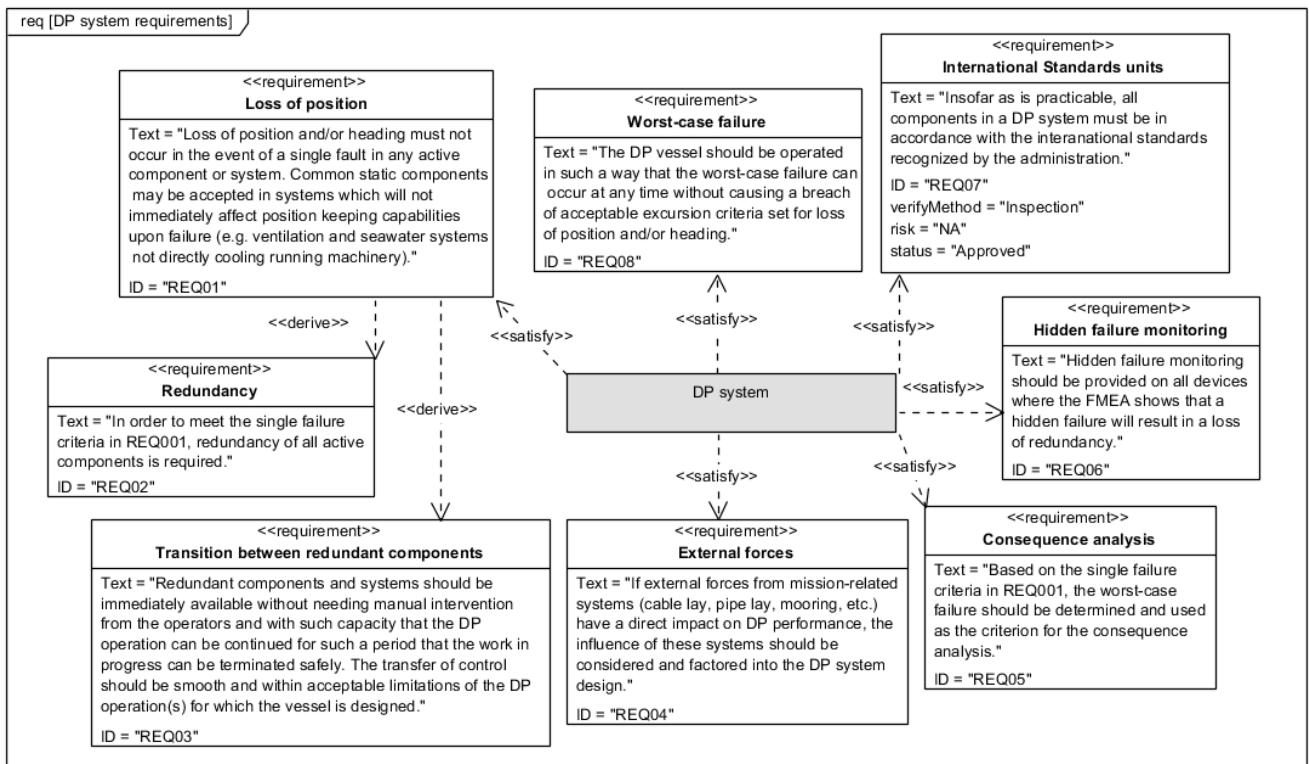 req [DP system requirements]
<<requirement>>
Loss of position
Text = "Loss of position and/or heading must not
occur in the event of a single fault in any active
component or system. Common static components
may be accepted in systems which will not
immediately affect position keeping capabilities
upon failure (e.g. ventilation and seawater systems
not directly cooling running machinery)."
ID = "REQ01"
<<requirement>>
Worst-case failure
Text = "The DP vessel should be operated
in such a way that the worst-case failure can
occur at any time without causing a breach
of acceptable excursion criteria set for loss
of position and/or heading."
ID = "REQ08"
<<requirement>>
International Standards units
Text = "Insofar as is practicable, all
components in a DP system must be in
accordance with the interanational standards
recognized by the administration."
ID = "REQ07"
verifyMethod = "Inspection"
risk = "NA"
status = "Approved"
<<derive>>
<<satisfy>>
<<satisfy>>
<<satisfy>>
<<requirement>>
Hidden failure monitoring
Text = "Hidden failure monitoring
should be provided on all devices
where the FMEA shows that a
hidden failure will result in a loss
of redundancy."
ID = "REQ06"
<<requirement>>
Redundancy
Text = "In order to meet the single failure
criteria in REQ001, redundancy of all active
components is required."
ID = "REQ02"
<<derive>>
DP system
<<satisfy>>
<<satisfy>>
<<satisfy>>
<<requirement>>
Transition between redundant components
Text = "Redundant components and systems should be
immediately available without needing manual intervention
from the operators and with such capacity that the DP
operation can be continued for such a period that the work in
progress can be terminated safely. The transfer of control
should be smooth and within acceptable limitations of the DP
operation(s) for which the vessel is designed."
ID = "REQ03"
<<requirement>>
External forces
Text = "If external forces from mission-related
systems (cable lay, pipe lay, mooring, etc.)
have a direct impact on DP performance, the
influence of these systems should be
considered and factored into the DP system
design."
ID = "REQ04"
<<requirement>>
Consequence analysis
Text = "Based on the single failure
criteria in REQ001, the worst-case
failure should be determined and used
as the criterion for the consequence
analysis."
ID = "REQ05"